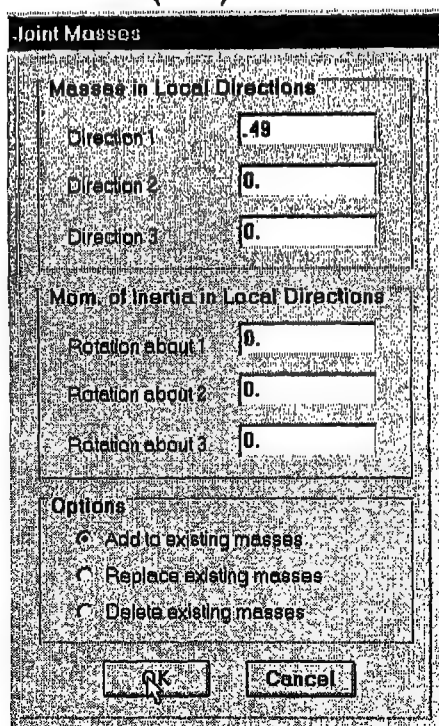 Joint Masses
Masses in Local Directions
Direction 1 .49
Direction 2 0.
Direction 3 0.
Mom. of Inertia in Local Directions
Rotation about 1 0.
Rotation about 2 0.
Rotation about 3 0.
Options
Add to existing masses
Replace existing masses
Delete existing masses
OK Cancel